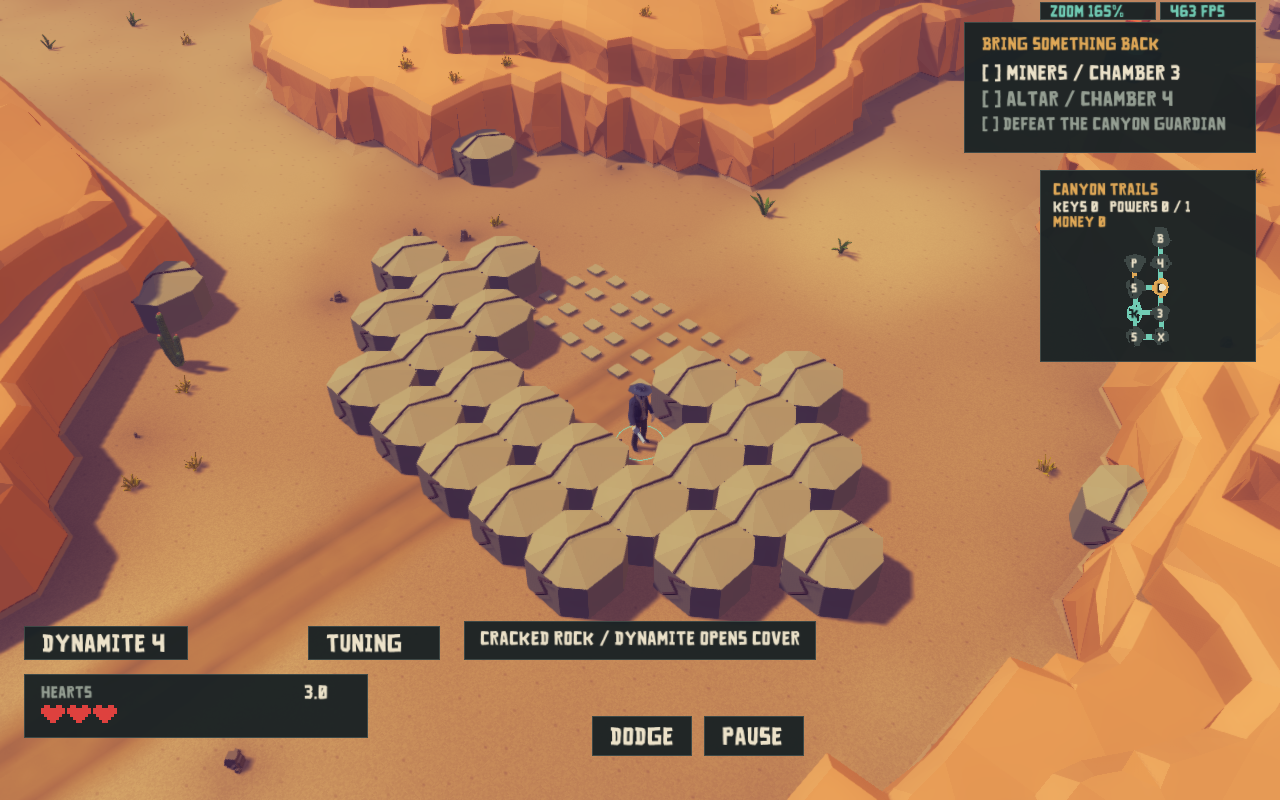 ZOOM 165%
463 FPS
BRING SOMETHING BACK
[ ] MINERS / CHAMBER 3
[ ] ALTAR / CHAMBER 4
[ ] DEFEAT THE CANYON GUARDIAN
CANYON TRAILS
KEYS 0 POWERS 0 / 1
MONEY 0
B
P 4
S
3
S X
DYNAMITE 4
TUNING
CRACKED ROCK / DYNAMITE OPENS COVER
HEARTS 3.0
DODGE
PAUSE